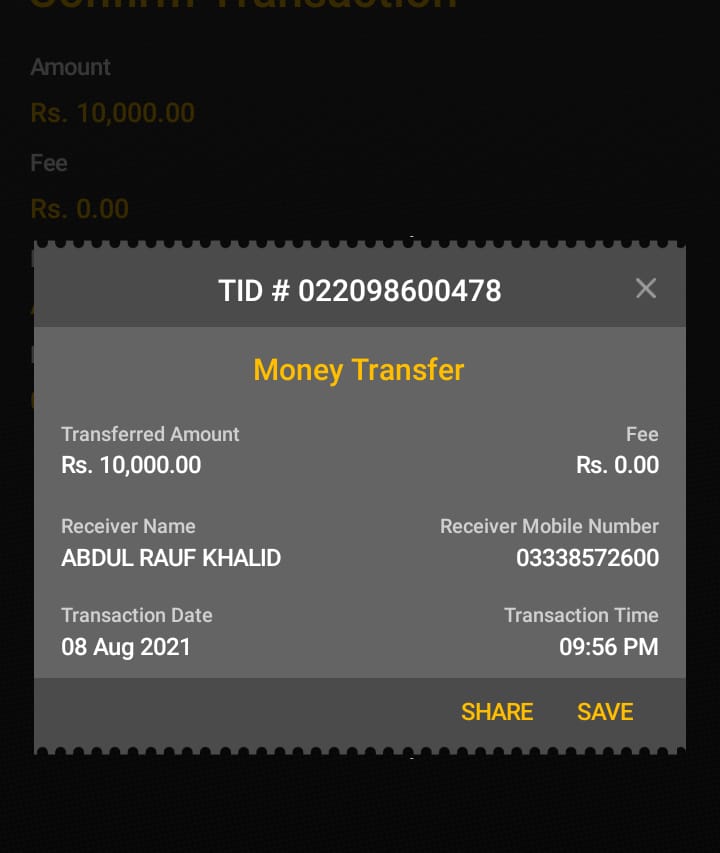 Confirm Transaction
Amount
Rs. 10,000.00
Fee
Rs. 0.00
TID # 022098600478
Money Transfer
Transferred Amount Fee
Rs. 10,000.00 Rs. 0.00
Receiver Name Receiver Mobile Number
ABDUL RAUF KHALID 03338572600
Transaction Date Transaction Time
08 Aug 2021 09:56 PM
SHARE SAVE